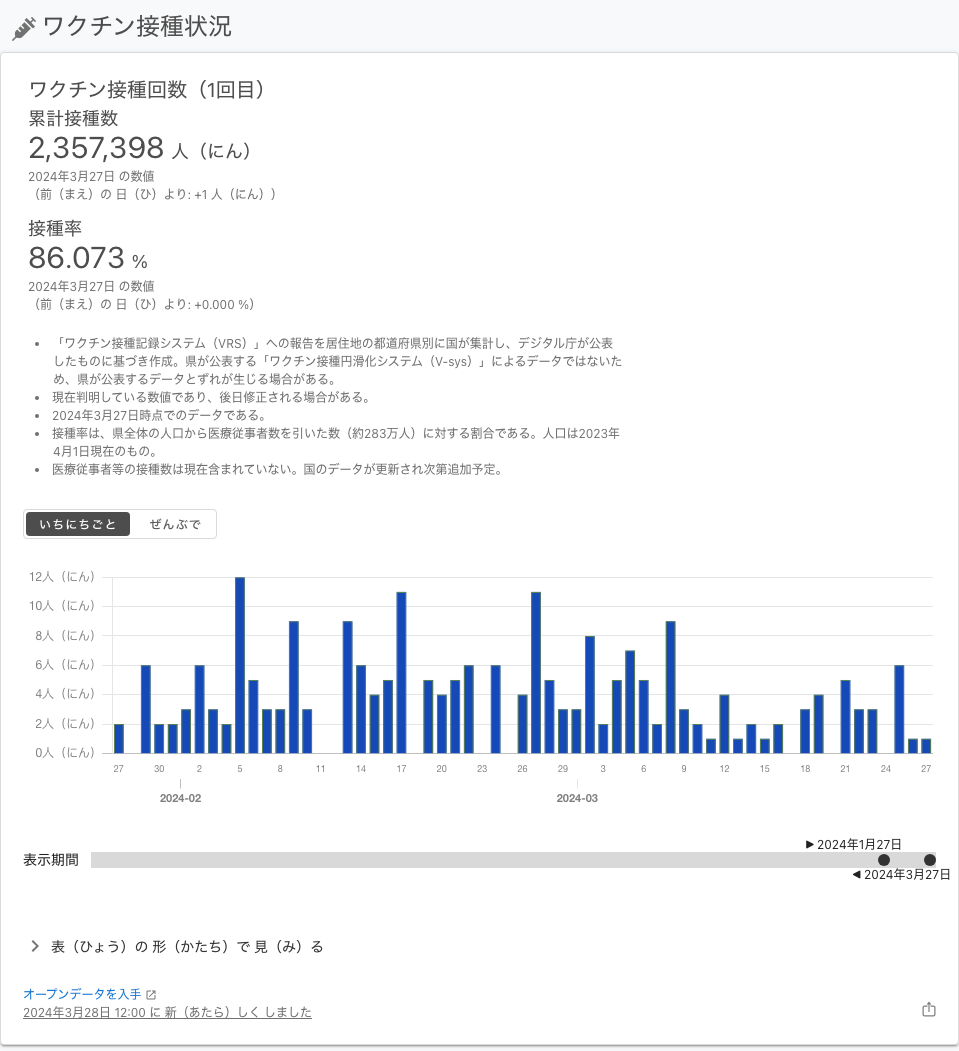 ワクチン接種状況
ワクチン接種回数（1回目）
累計接種数
2,357,398 人（にん）
2024年3月27日 の数値
（前（まえ）の 日（ひ）より: +1 人（にん））
接種率
86.073 %
2024年3月27日 の数値
（前（まえ）の 日（ひ）より: +0.000 %）
• 「ワクチン接種記録システム（VRS）」への報告を居住地の都道府県別に国が集計し、デジタル庁が公表
したものに基づき作成。県が公表する「ワクチン接種円滑化システム（V-sys）」によるデータではないた
め、県が公表するデータとずれが生じる場合がある。
• 現在判明している数値であり、後日修正される場合がある。
• 2024年3月27日時点でのデータである。
• 接種率は、県全体の人口から医療従事者数を引いた数（約283万人）に対する割合である。人口は2023年
4月1日現在のもの。
• 医療従事者等の接種数は現在含まれていない。国のデータが更新され次第追加予定。
いちにちごと ぜんぶで
12人（にん）
10人（にん）
8人（にん）
6人（にん）
4人（にん）
2人（にん）
0人（にん）
27 30 2 5 8 11 14 17 20 23 26 29 3 6 9 12 15 18 21 24 27
2024-02 2024-03
▶ 2024年1月27日
表示期間
◀ 2024年3月27日
表（ひょう）の 形（かたち）で 見（み）る
オープンデータを入手
2024年3月28日 12:00 に 新（あたら）しく しました